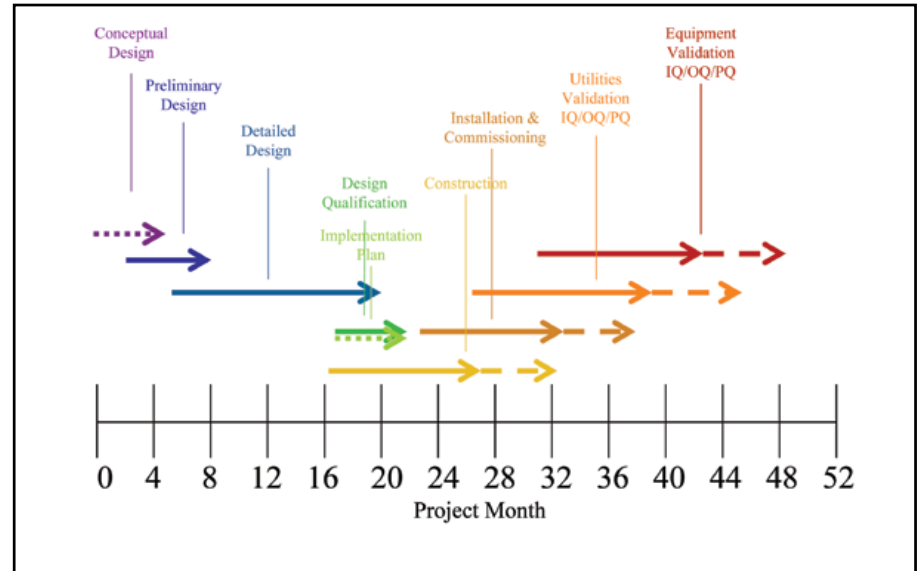 Conceptual
Design
Preliminary
Design
Detailed
Design
Design
Qualification
Implementation
Plan
Construction
Installation &
Commissioning
Utilities
Validation
IQ/OQ/PQ
Equipment
Validation
IQ/OQ/PQ
0 4 8 12 16 20 24 28 32 36 40 44 48 52
Project Month